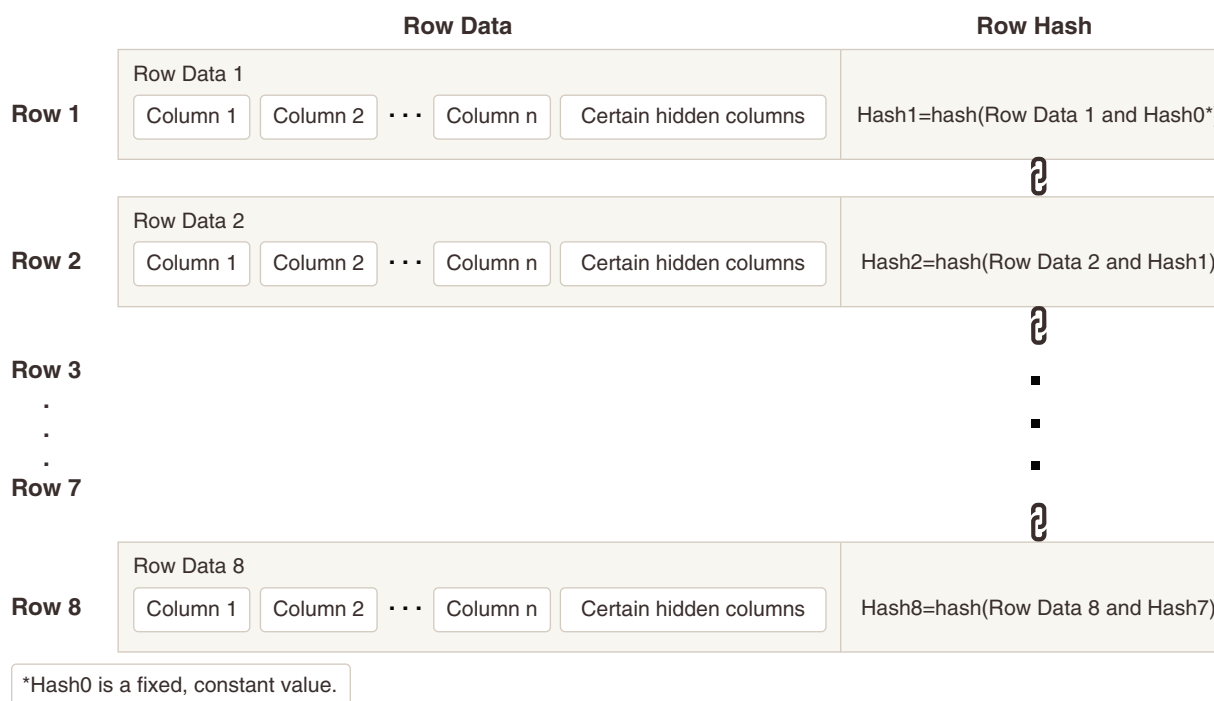 Row Data Row Hash
Row Data 1
Row 1 Column 1 Column 2 · · · Column n Certain hidden columns Hash1=hash(Row Data 1 and Hash0*
Row Data 2
Row 2 Column 1 Column 2 · · · Column n Certain hidden columns Hash2=hash(Row Data 2 and Hash1)
Row 3
.
.
.
Row 7
Row Data 8
Row 8 Column 1 Column 2 · · · Column n Certain hidden columns Hash8=hash(Row Data 8 and Hash7)
*Hash0 is a fixed, constant value.